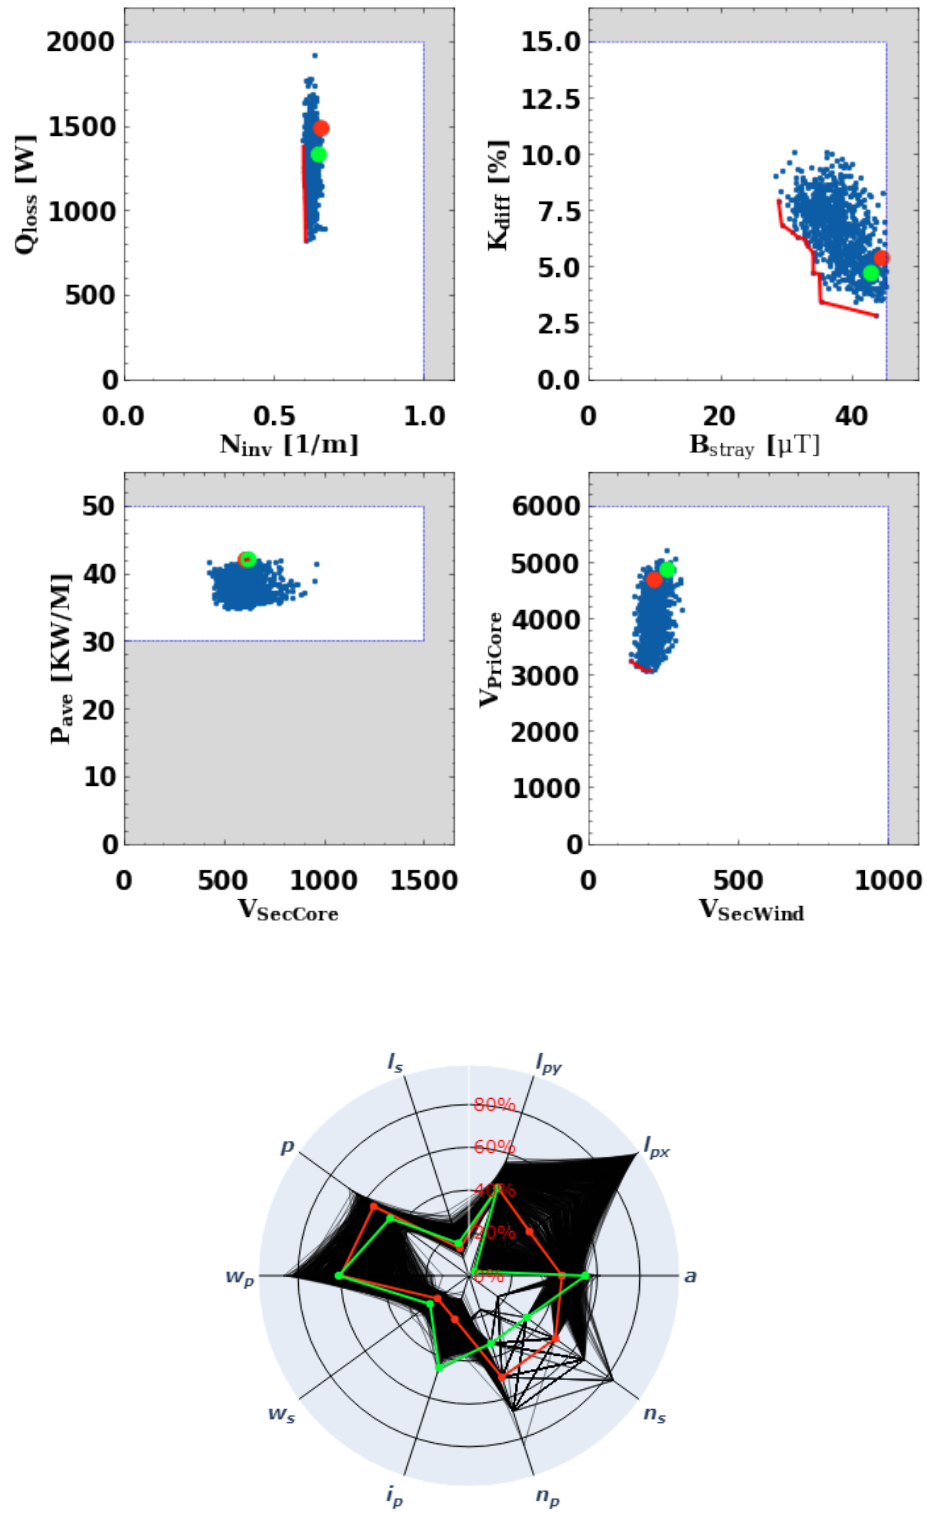 2000
1500
1000
500
0
Qloss [W]
0.0 0.5 1.0
Ninv [1/m]
15.0
12.5
10.0
7.5
5.0
2.5
0.0
Kdiff [%]
0 20 40
Bstray [μT]
50
40
30
20
10
0
Pave [KW/M]
0 500 1000 1500
VSecCore
6000
5000
4000
3000
2000
1000
0
VPriCore
0 500 1000
VSecWind
ls
lpy
p
lpx
80%
60%
40%
20%
0%
wp
a
ws
ns
ip
np